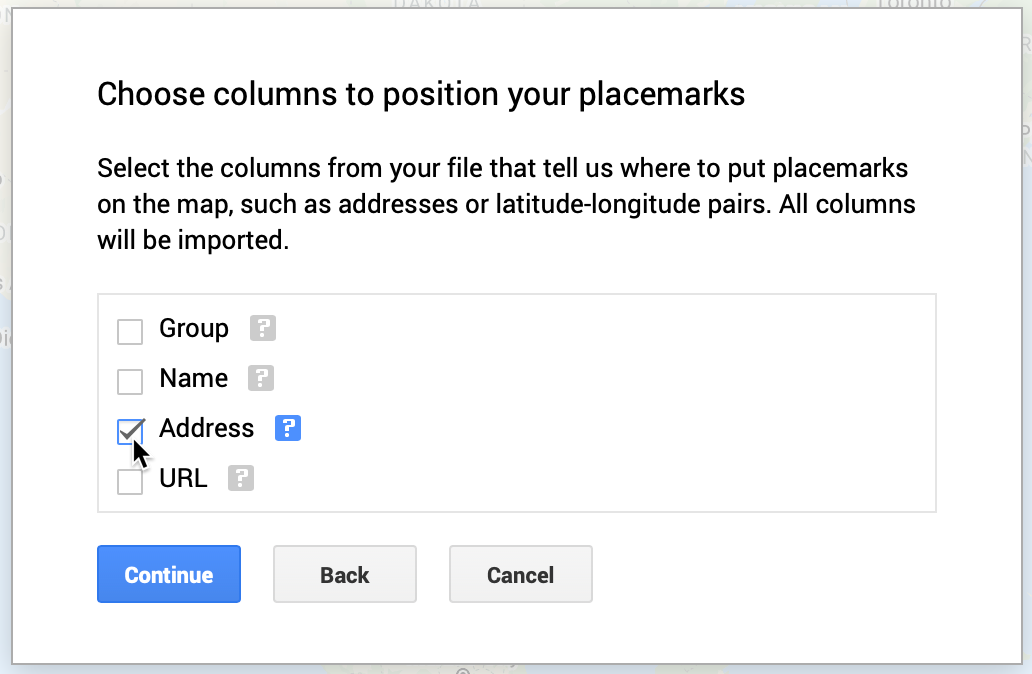 DAKOTA
Toronto
Choose columns to position your placemarks
Select the columns from your file that tell us where to put placemarks
on the map, such as addresses or latitude-longitude pairs. All columns
will be imported.
Group ?
Name ?
Address ?
URL ?
Continue Back Cancel